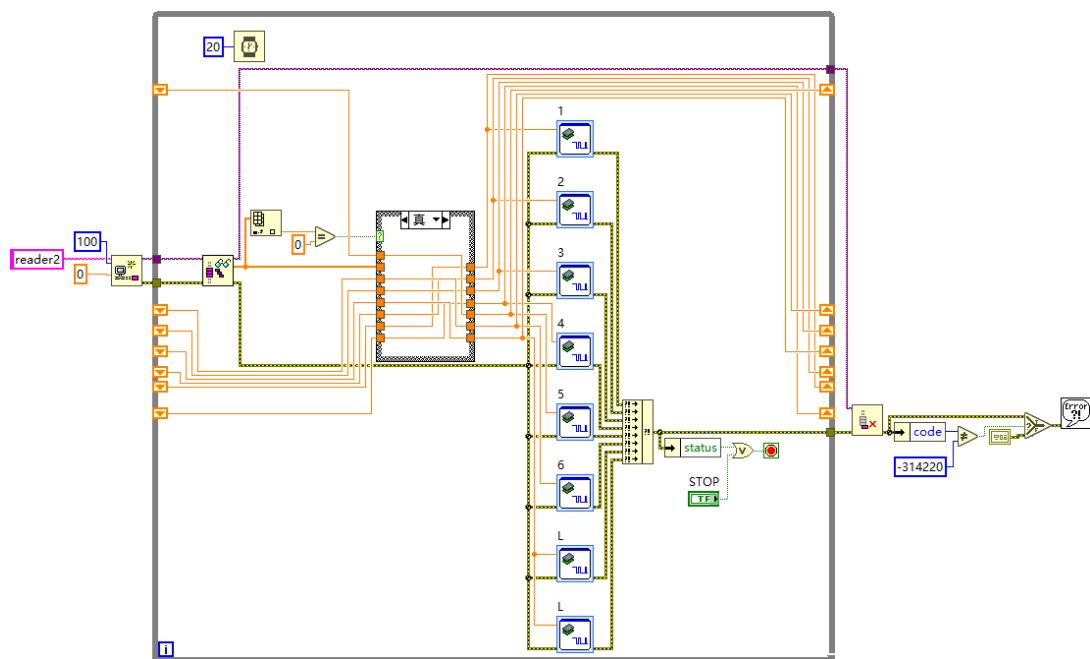 20
1
2
真
3
100
0
reader2
0
=
4
5
Error
?!
code
≠
status
V
-314220
6
STOP
TF
L
L
i